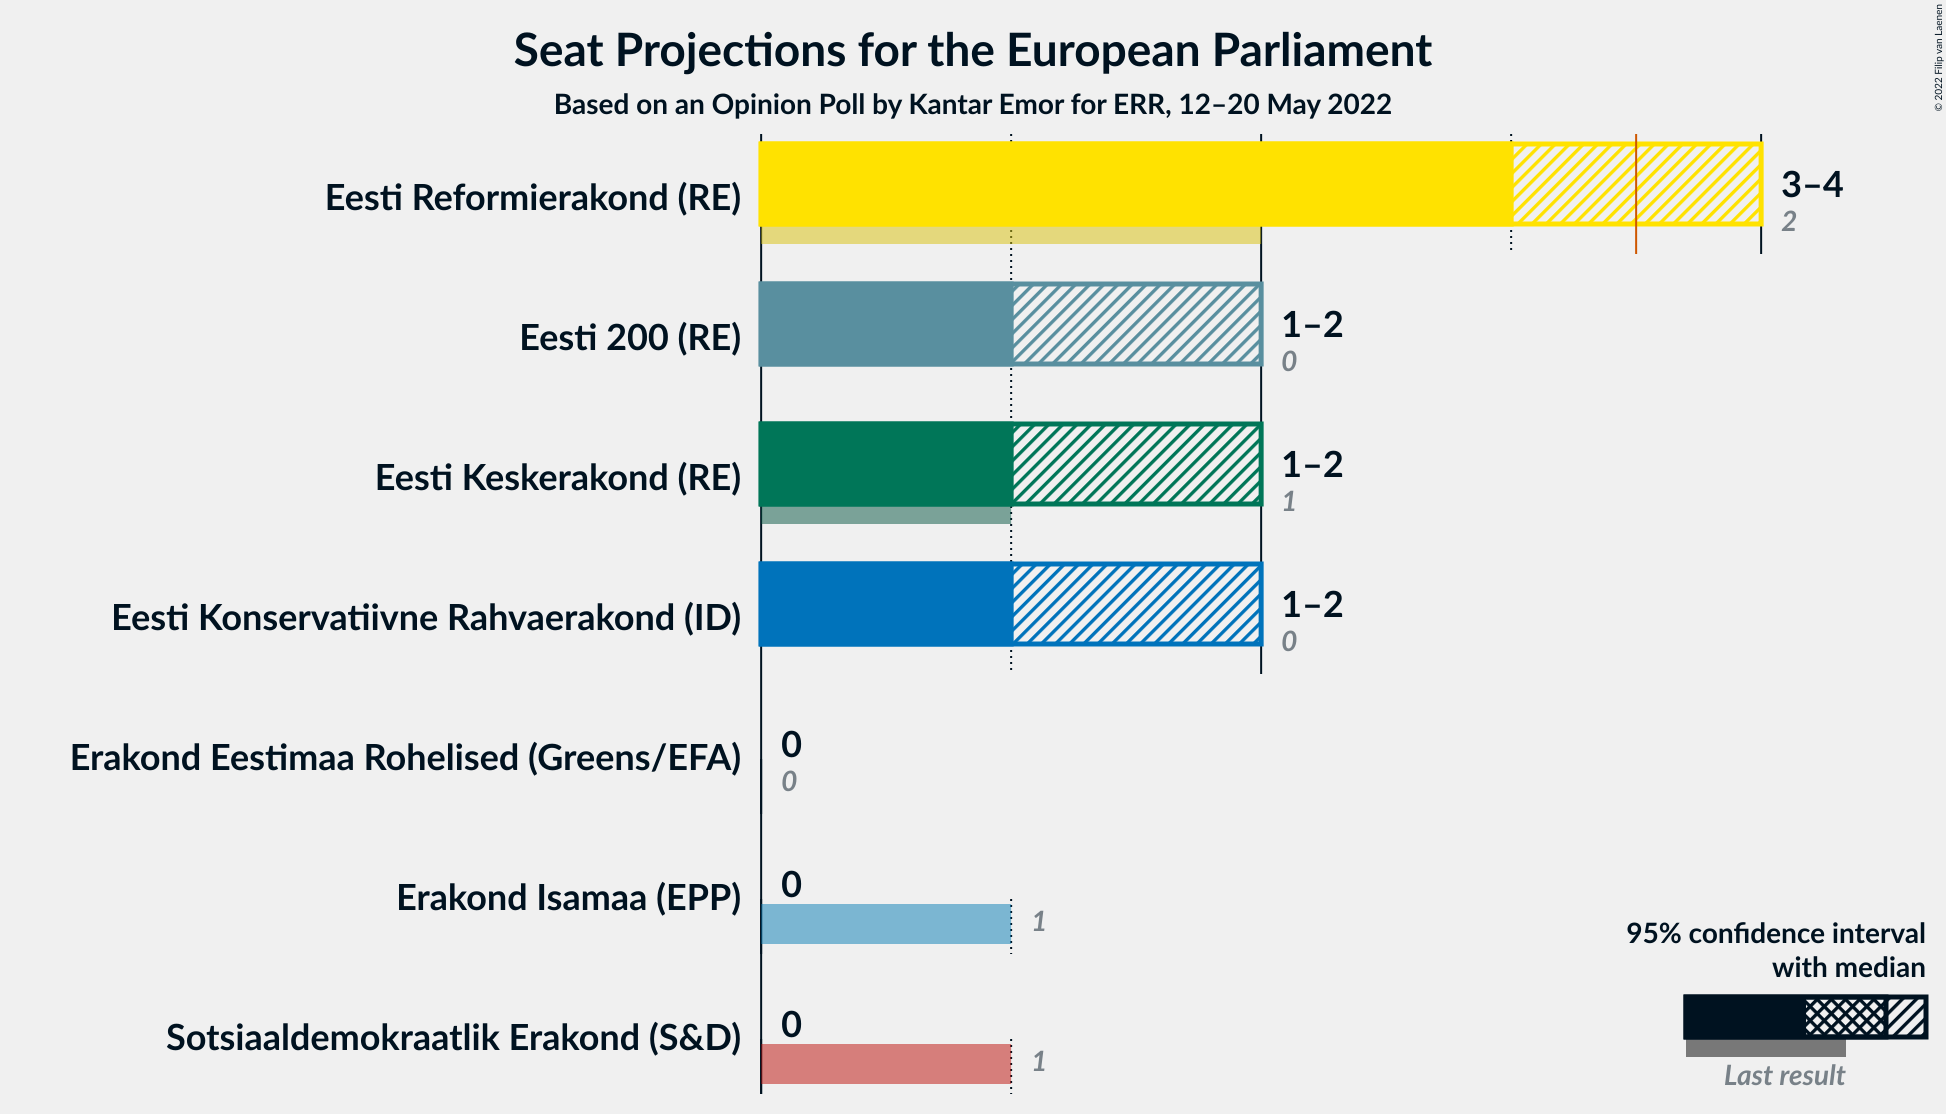 Seat Projections for the European Parliament
Based on an Opinion Poll by Kantar Emor for ERR, 12–20 May 2022
© 2022 Filip van Laenen
Eesti Reformierakond (RE)
3–4
2
Eesti 200 (RE)
1–2
0
Eesti Keskerakond (RE)
1–2
1
Eesti Konservatiivne Rahvaerakond (ID)
1–2
0
Erakond Eestimaa Rohelised (Greens/EFA)
0
0
Erakond Isamaa (EPP)
0
1
Sotsiaaldemokraatlik Erakond (S&D)
0
1
95% confidence interval
with median
Last result